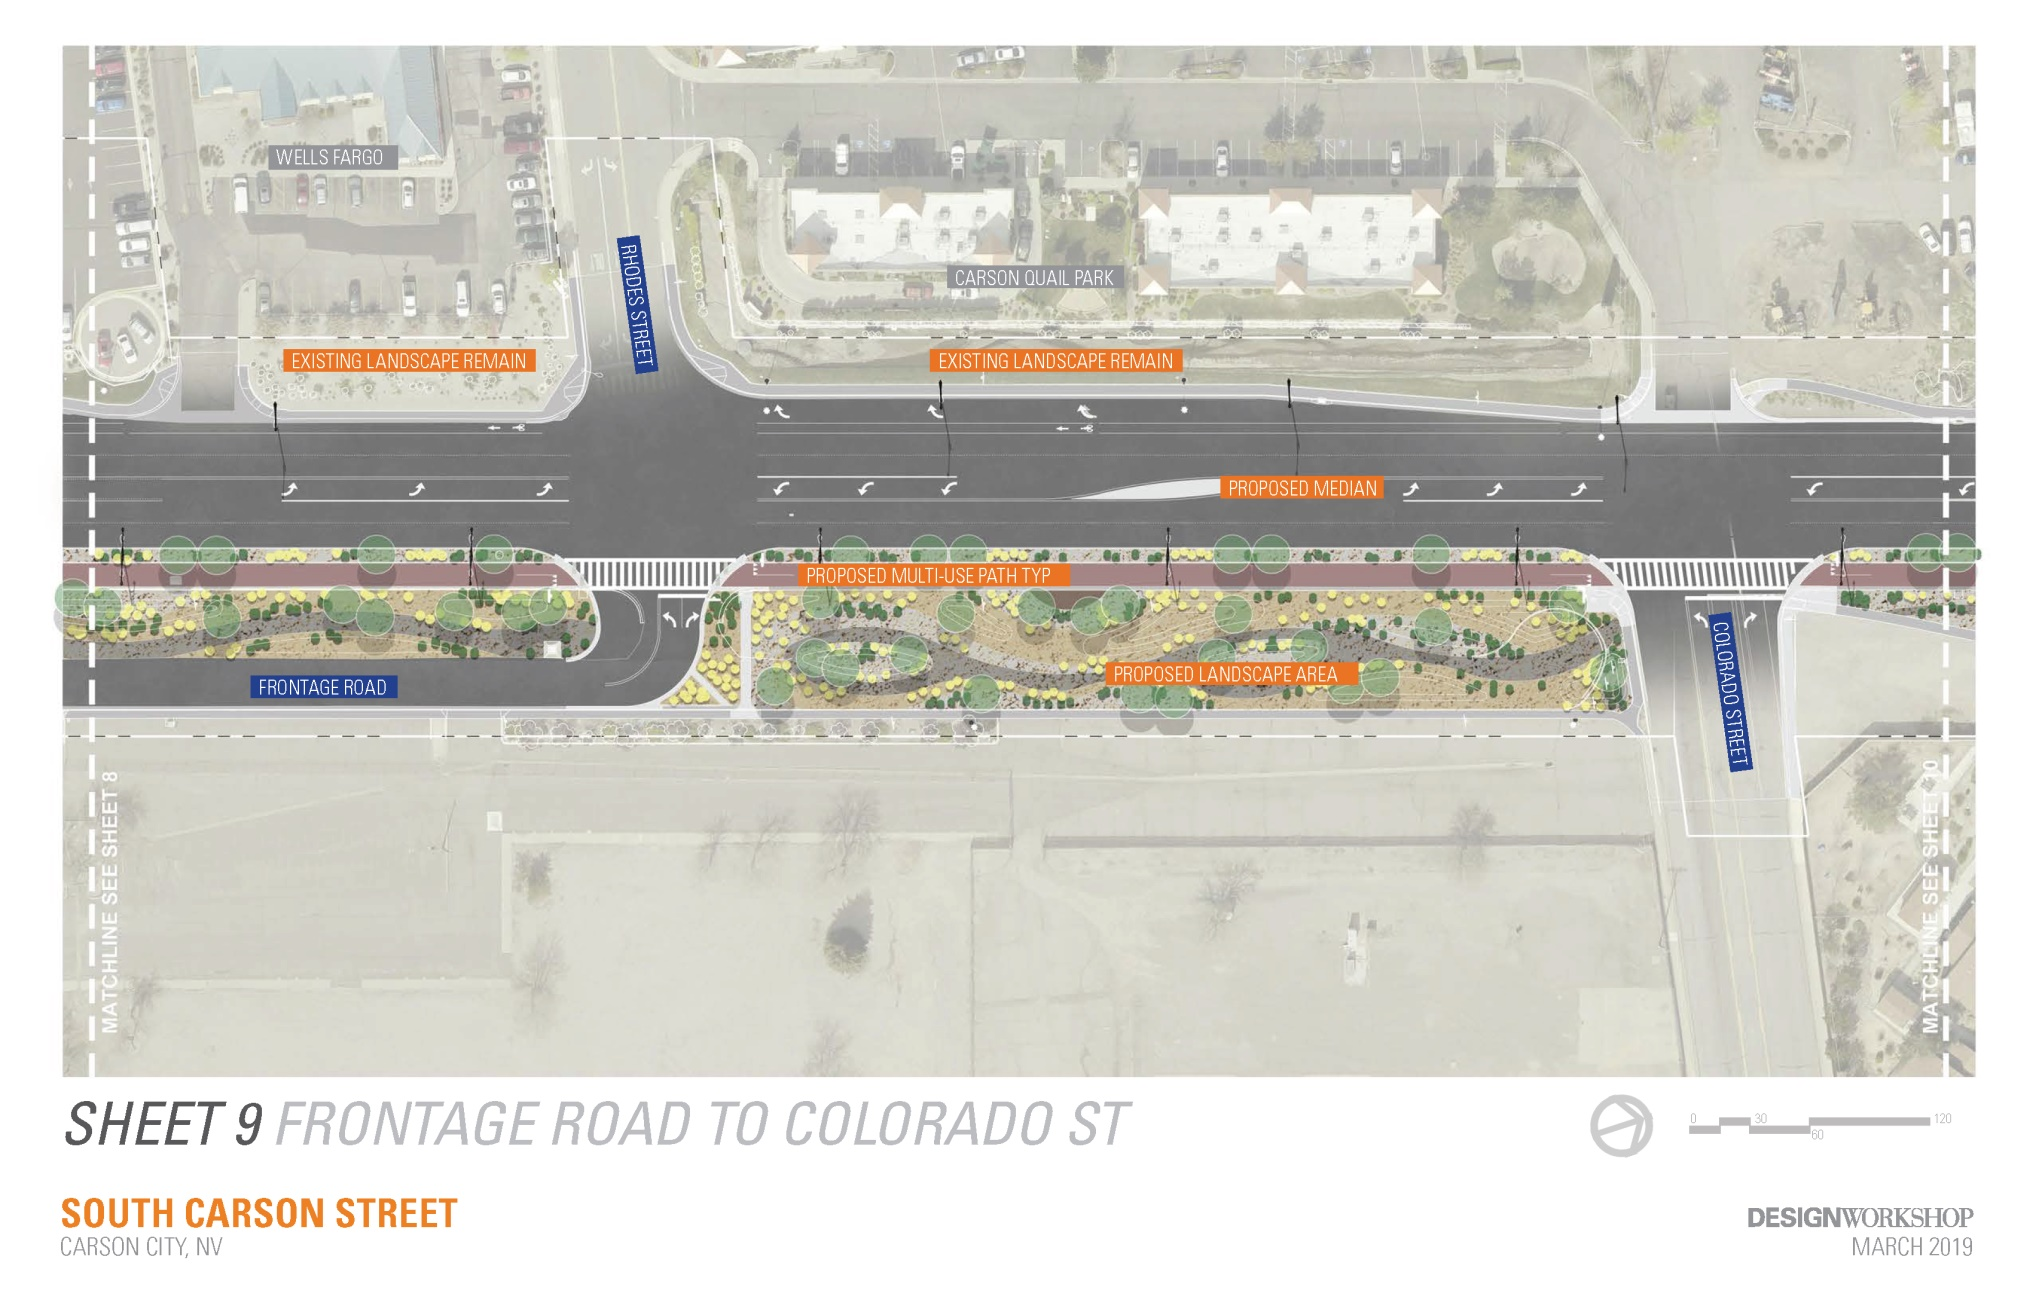 WELLS FARGO
RHODES STREET
CARSON QUAIL PARK
EXISTING LANDSCAPE REMAIN
EXISTING LANDSCAPE REMAIN
PROPOSED MEDIAN
PROPOSED MULTI-USE PATH TYP
PROPOSED LANDSCAPE AREA
FRONTAGE ROAD
COLORADO STREET
MATCHLINE SEE SHEET 8
MATCHLINE SEE SHEET 10
SHEET 9 FRONTAGE ROAD TO COLORADO ST
0 30 60 120
SOUTH CARSON STREET
CARSON CITY, NV
DESIGNWORKSHOP
MARCH 2019